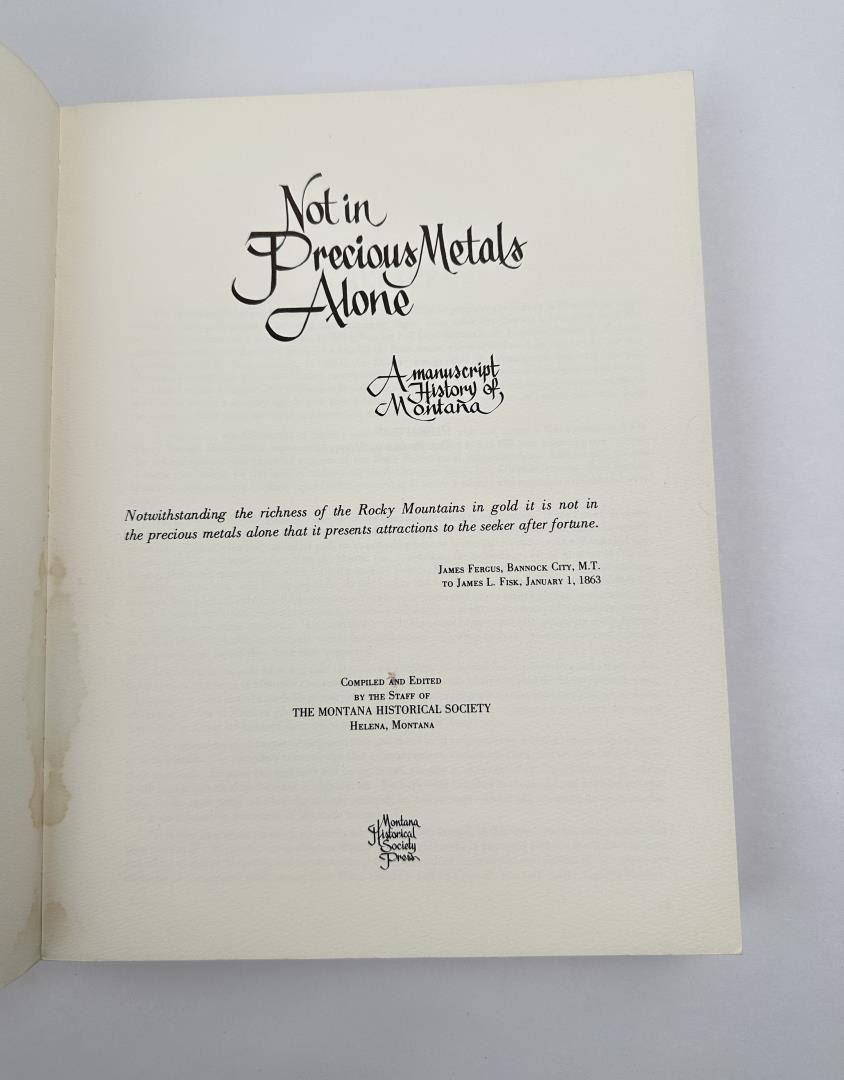 Not in
Precious Metals
Alone
A manuscript
History of
Montana
Notwithstanding the richness of the Rocky Mountains in gold it is not in
the precious metals alone that it presents attractions to the seeker after fortune.
James Fergus, Bannock City, M.T.
to James L. Fisk, January 1, 1863
Compiled and Edited
by the Staff of
THE MONTANA HISTORICAL SOCIETY
Helena, Montana
Montana
Historical
Society
Press